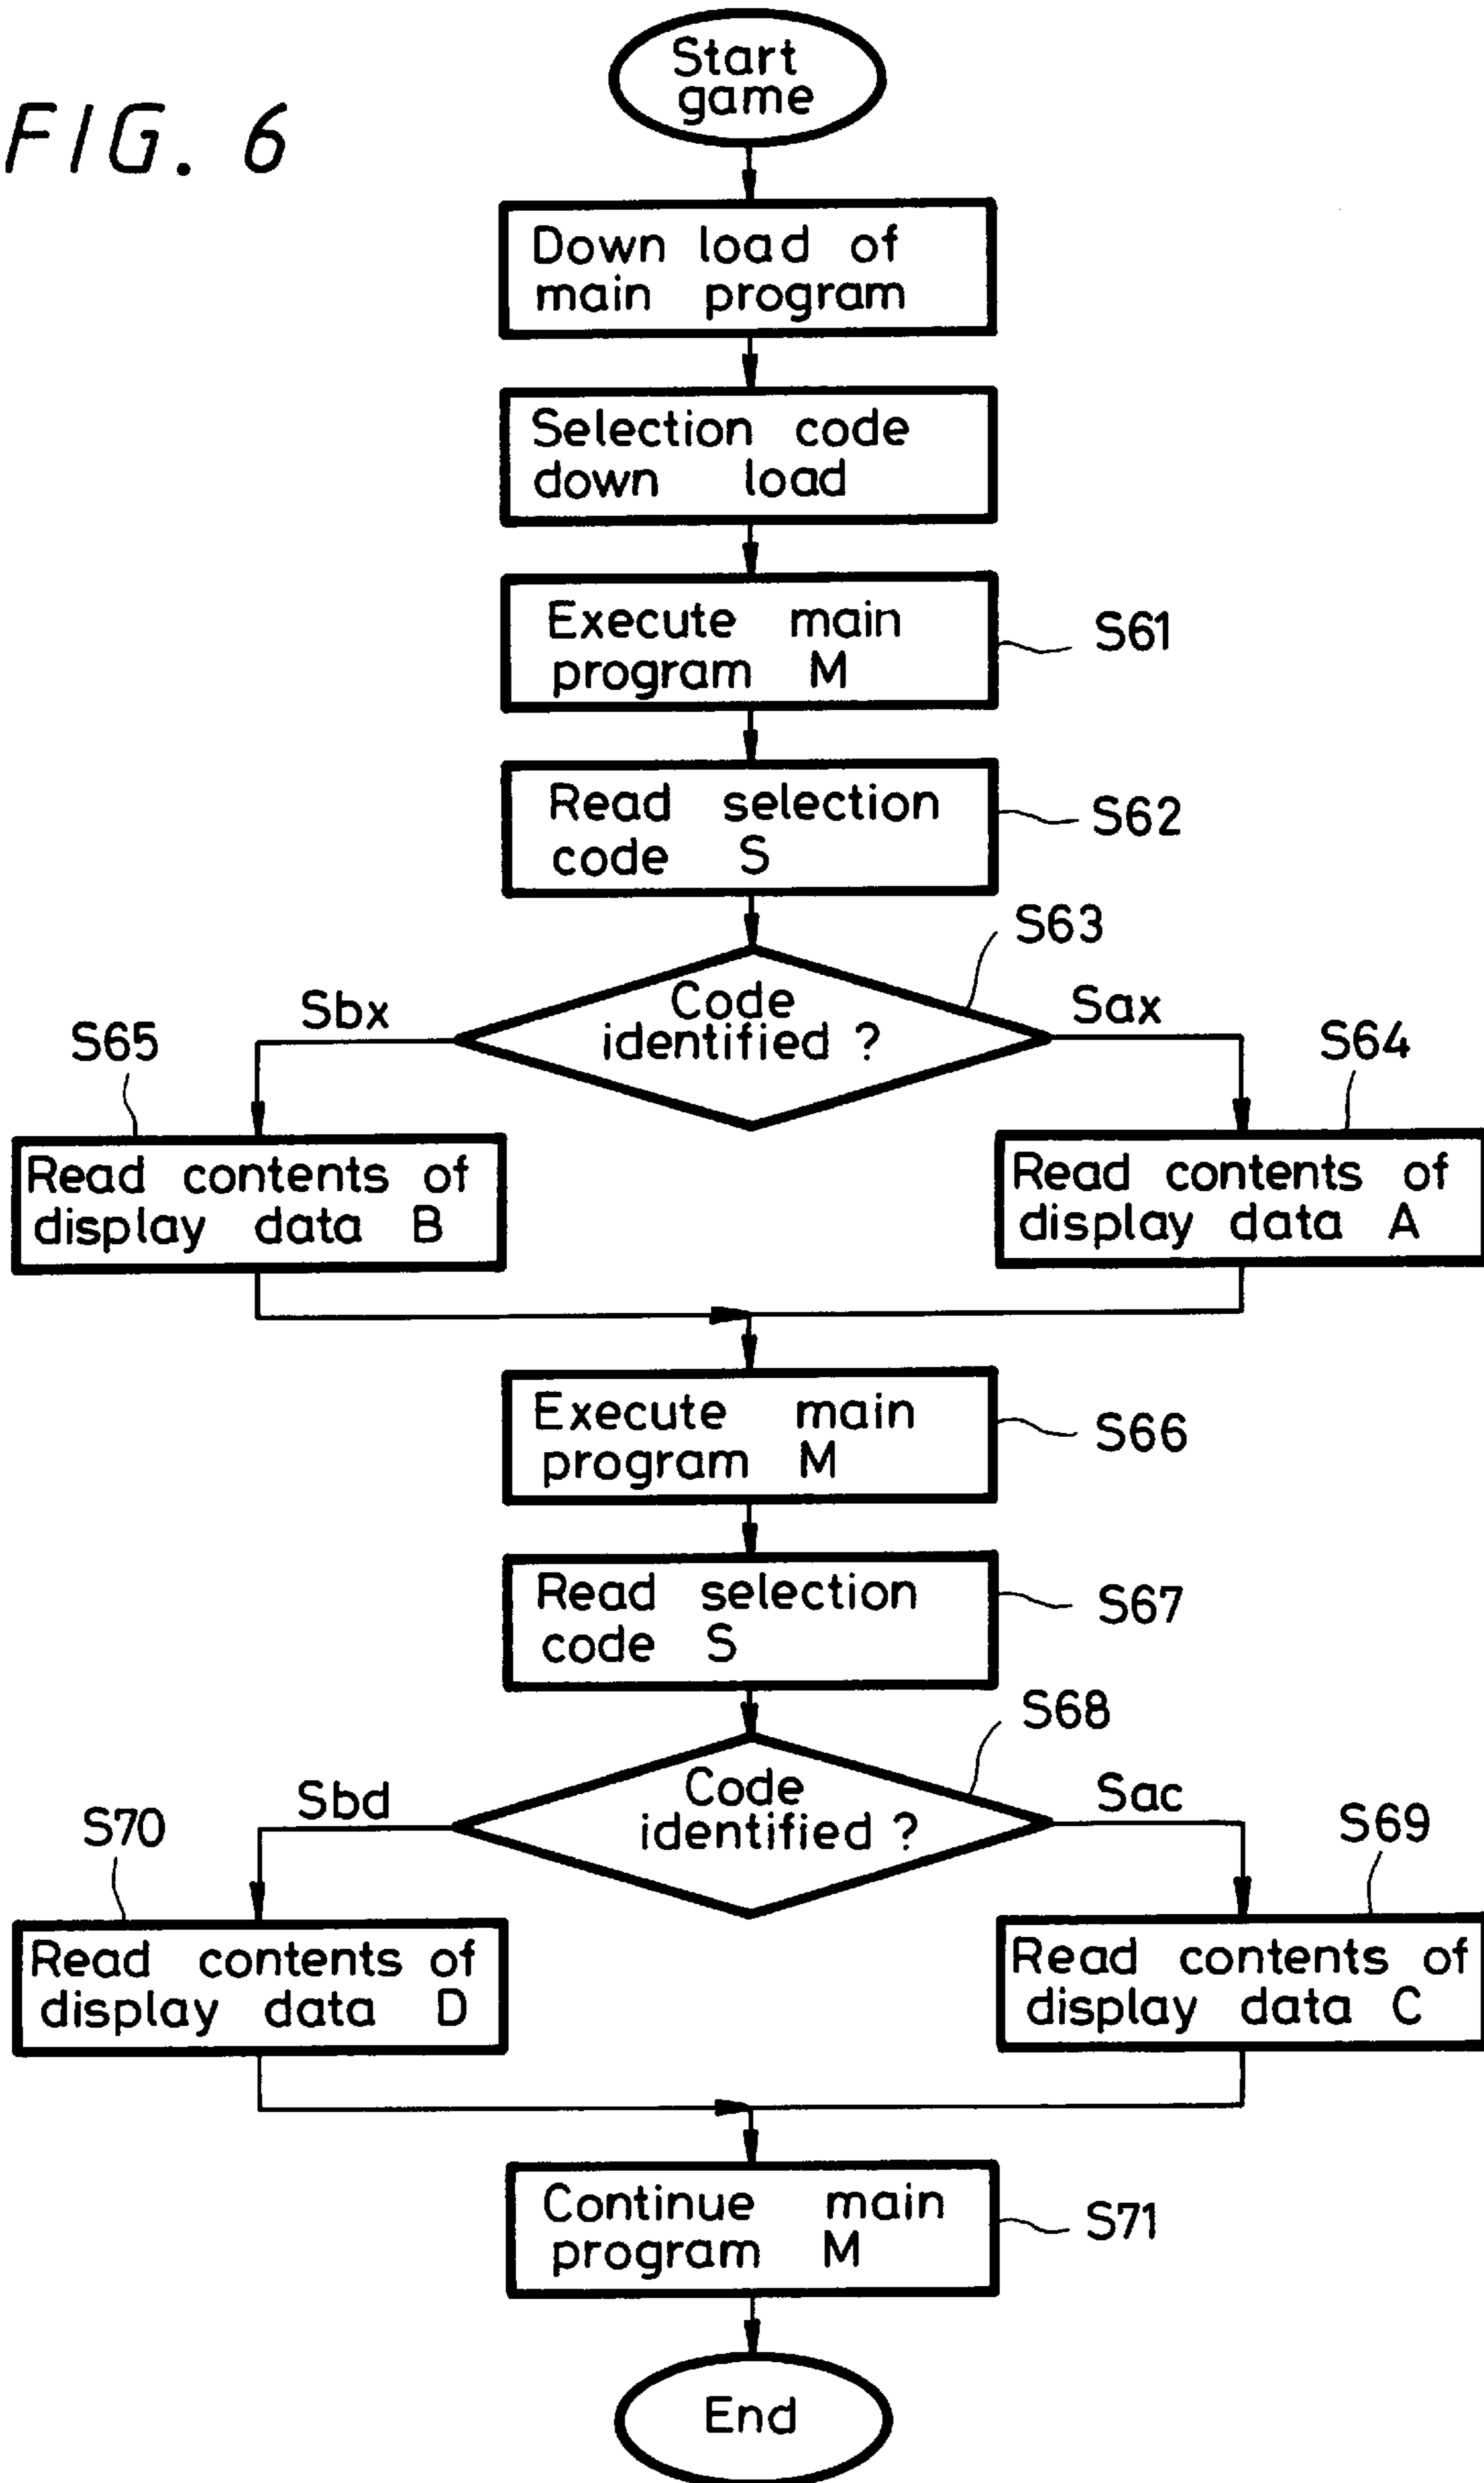 FIG. 6
Start
game
Down load of
main program
Selection code
down load
Execute main
program M
S61
Read selection
code S
S62
S63
Code
identified ?
Sbx
Sax
S65
S64
Read contents of
display data B
Read contents of
display data A
Execute main
program M
S66
Read selection
code S
S67
S68
Code
identified ?
Sbd
Sac
S70
S69
Read contents of
display data D
Read contents of
display data C
Continue main
program M
S71
End